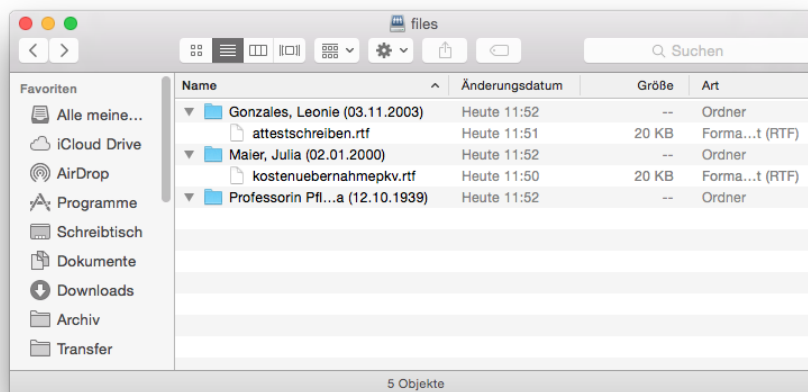 files
Suchen
Favoriten
Alle meine...
iCloud Drive
AirDrop
Programme
Schreibtisch
Dokumente
Downloads
Archiv
Transfer
Name Änderungsdatum Größe Art
Gonzales, Leonie (03.11.2003) Heute 11:52 -- Ordner
attestschreiben.rtf Heute 11:51 20 KB Forma...t (RTF)
Maier, Julia (02.01.2000) Heute 11:52 -- Ordner
kostenuebernahmepkv.rtf Heute 11:50 20 KB Forma...t (RTF)
Professorin Pfl...a (12.10.1939) Heute 11:52 -- Ordner
5 Objekte